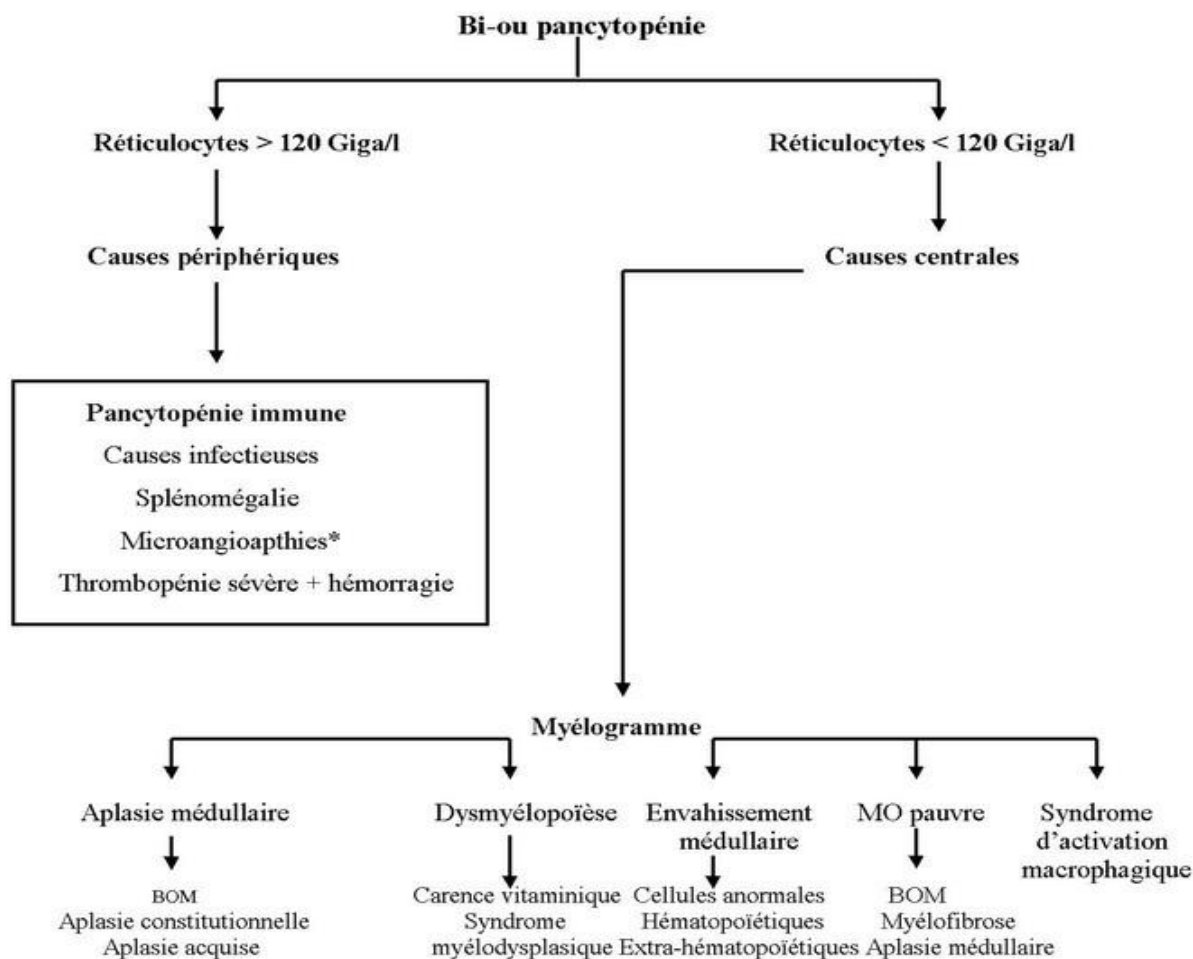 Bi-ou pancytopénie
Réticulocytes > 120 Giga/l
Réticulocytes < 120 Giga/l
Causes périphériques
Causes centrales
Pancytopénie immune
Causes infectieuses
Splénomégalie
Microangioapthies*
Thrombopénie sévère + hémorragie
Myélogramme
Aplasie médullaire
BOM
Aplasie constitutionnelle
Aplasie acquise
Dysmyélopoïèse
Carence vitaminique
Syndrome
myélodysplasique
Envahissement
médullaire
Cellules anormales
Hématopoïétiques
Extra-hématopoïétiques
MO pauvre
BOM
Myélofibrose
Aplasie médullaire
Syndrome
d'activation
macrophagique